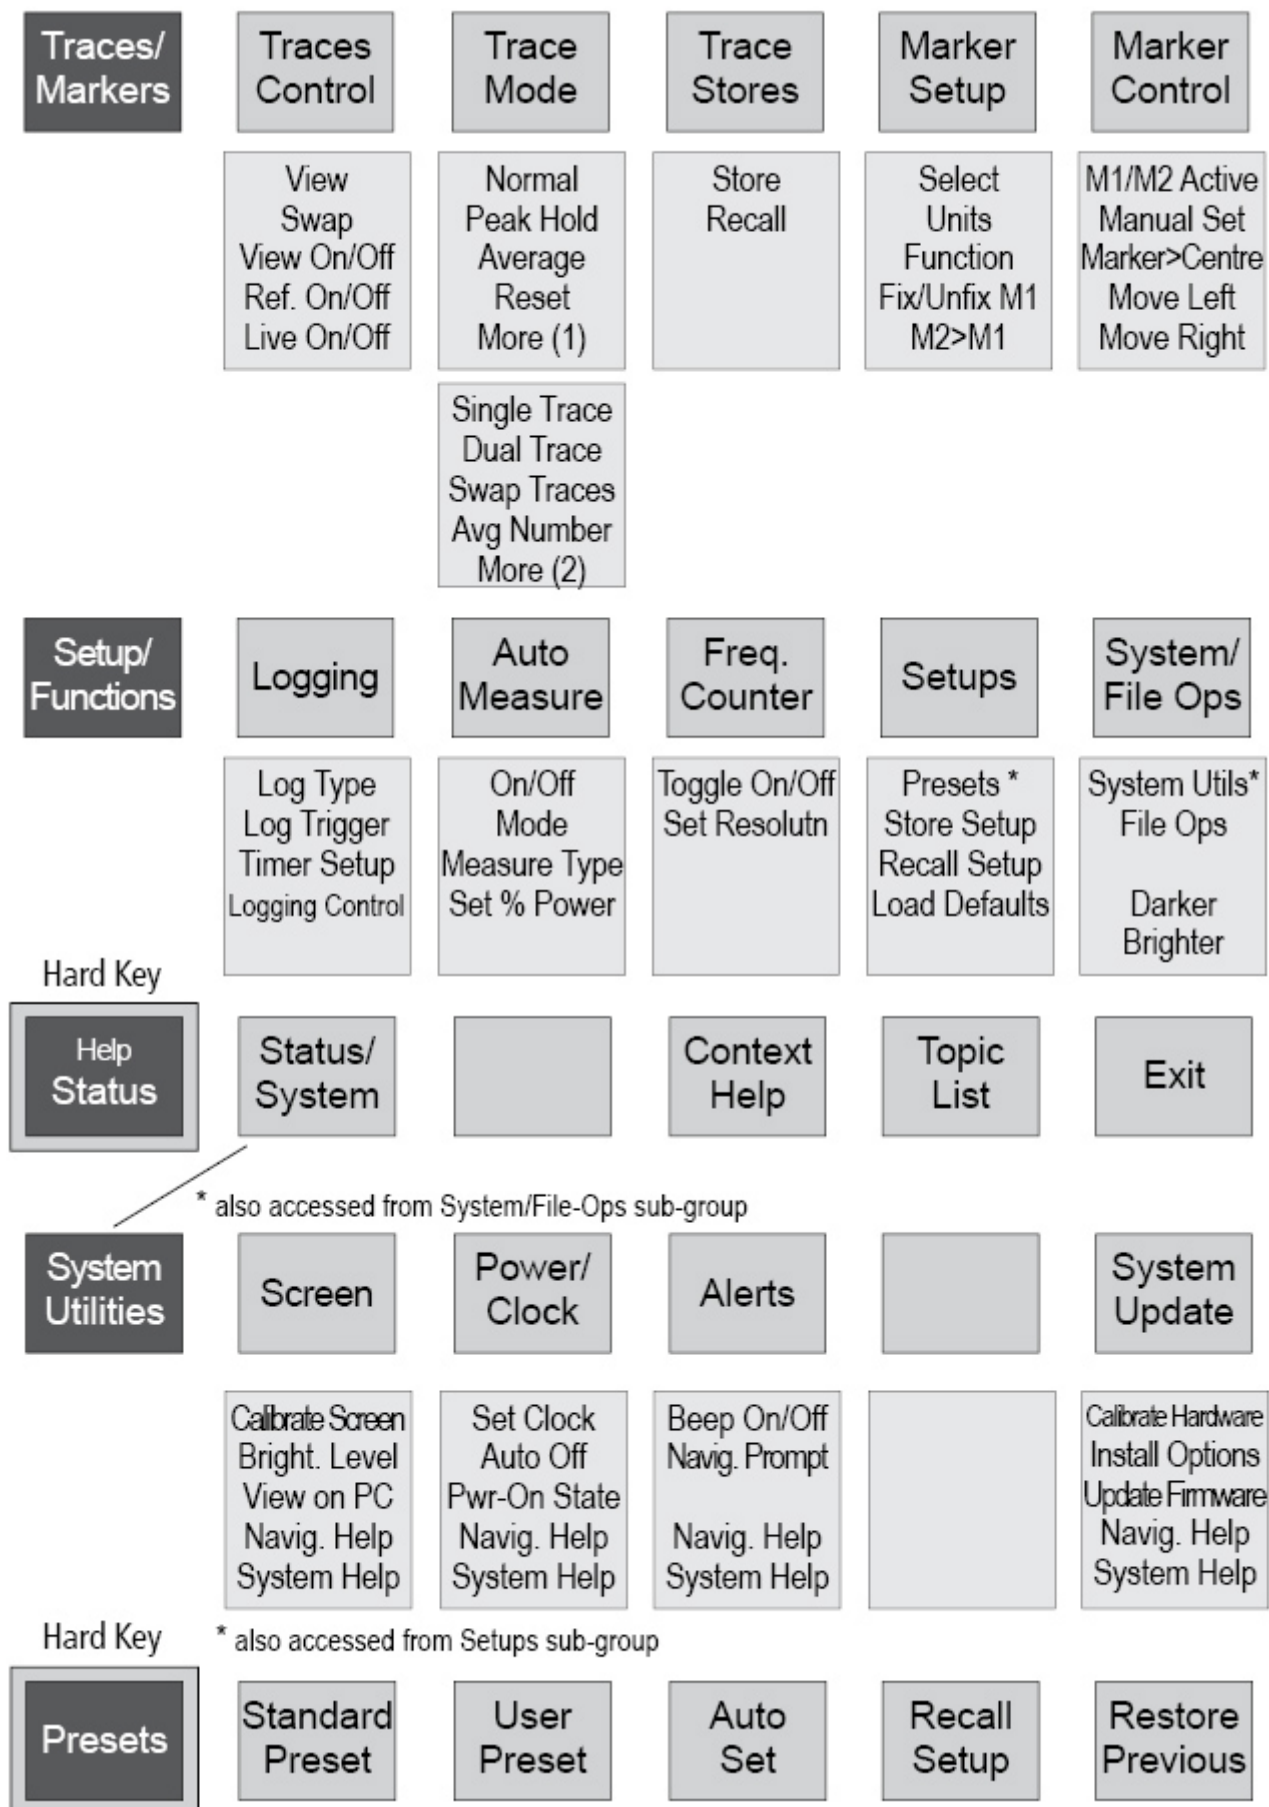 Traces/
Markers
Traces
Control
Trace
Mode
Trace
Stores
Marker
Setup
Marker
Control
View
Swap
View On/Off
Ref. On/Off
Live On/Off
Normal
Peak Hold
Average
Reset
More (1)
Store
Recall
Select
Units
Function
Fix/Unfix M1
M2>M1
M1/M2 Active
Manual Set
Marker>Centre
Move Left
Move Right
Single Trace
Dual Trace
Swap Traces
Avg Number
More (2)
Setup/
Functions
Logging
Auto
Measure
Freq.
Counter
Setups
System/
File Ops
Log Type
Log Trigger
Timer Setup
Logging Control
On/Off
Mode
Measure Type
Set % Power
Toggle On/Off
Set Resolutn
Presets *
Store Setup
Recall Setup
Load Defaults
System Utils*
File Ops
Darker
Brighter
Hard Key
Help
Status
Status/
System
Context
Help
Topic
List
Exit
* also accessed from System/File-Ops sub-group
System
Utilities
Screen
Power/
Clock
Alerts
System
Update
Calibrate Screen
Bright. Level
View on PC
Navig. Help
System Help
Set Clock
Auto Off
Pwr-On State
Navig. Help
System Help
Beep On/Off
Navig. Prompt
Navig. Help
System Help
Calibrate Hardware
Install Options
Update Firmware
Navig. Help
System Help
Hard Key
* also accessed from Setups sub-group
Presets
Standard
Preset
User
Preset
Auto
Set
Recall
Setup
Restore
Previous